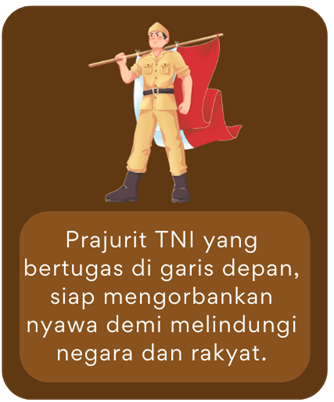 Prajurit TNI yang
bertugas di garis depan,
siap mengorbankan
nyawa demi melindungi
negara dan rakyat.